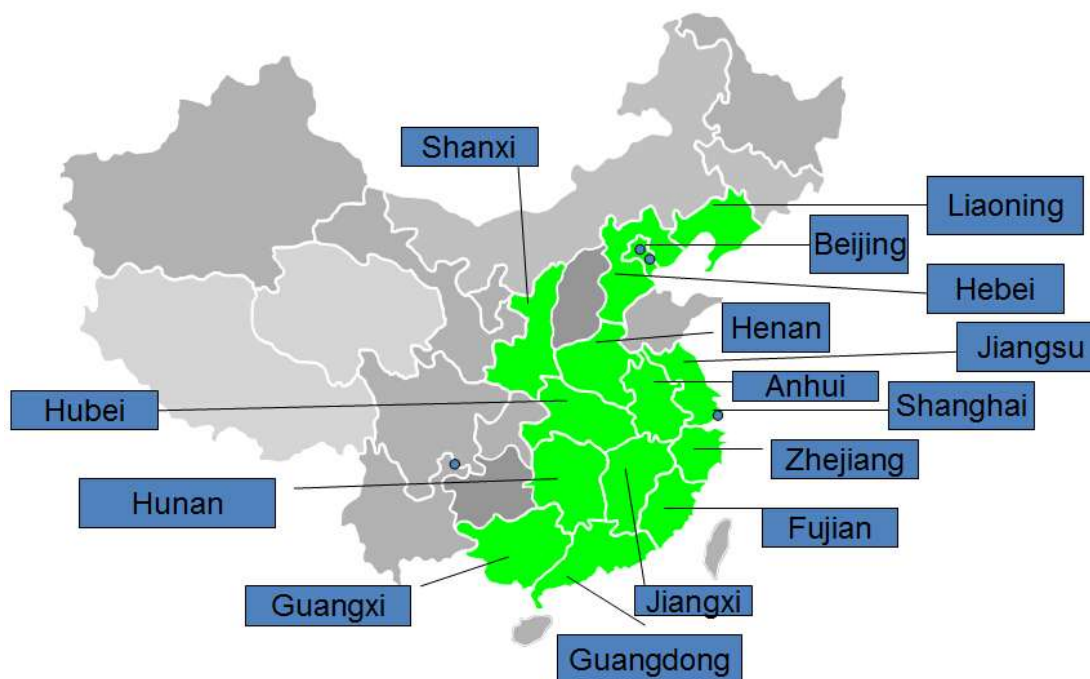 Shanxi
Liaoning
Beijing
Hebei
Henan
Jiangsu
Anhui
Hubei
Shanghai
Zhejiang
Hunan
Fujian
Guangxi
Jiangxi
Guangdong